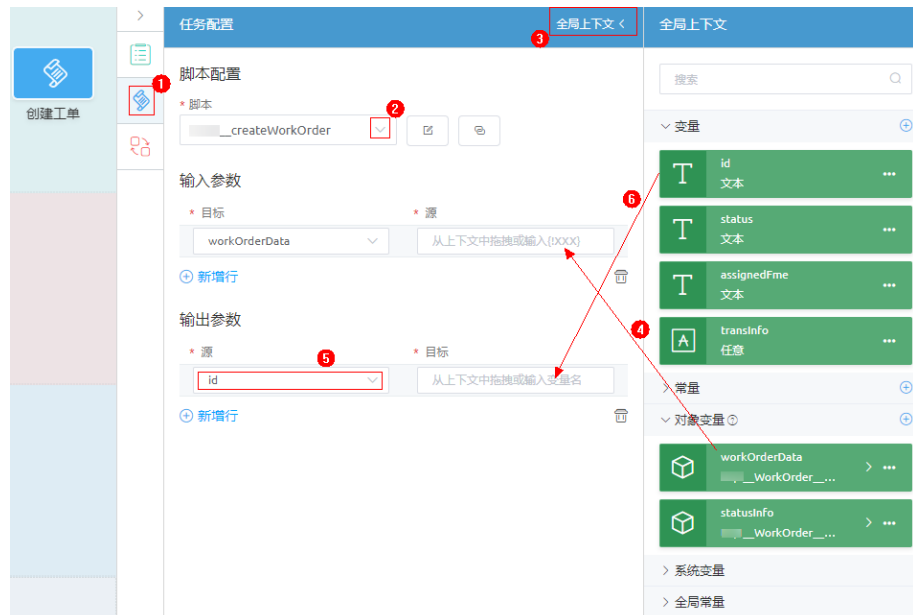 创建工单
1
任务配置
全局上下文
3
脚本配置
* 脚本
2
__createWorkOrder
输入参数
* 目标
* 源
workOrderData
从上下文中拖拽或输入{!XXX}
新增行
4
输出参数
* 源
5
* 目标
id
从上下文中拖拽或输入变量名
新增行
6
全局上下文
搜索
变量
id
文本
status
文本
assignedFme
文本
transInfo
任意
常量
对象变量
workOrderData
__WorkOrder__...
statusInfo
__WorkOrder__...
系统变量
全局常量